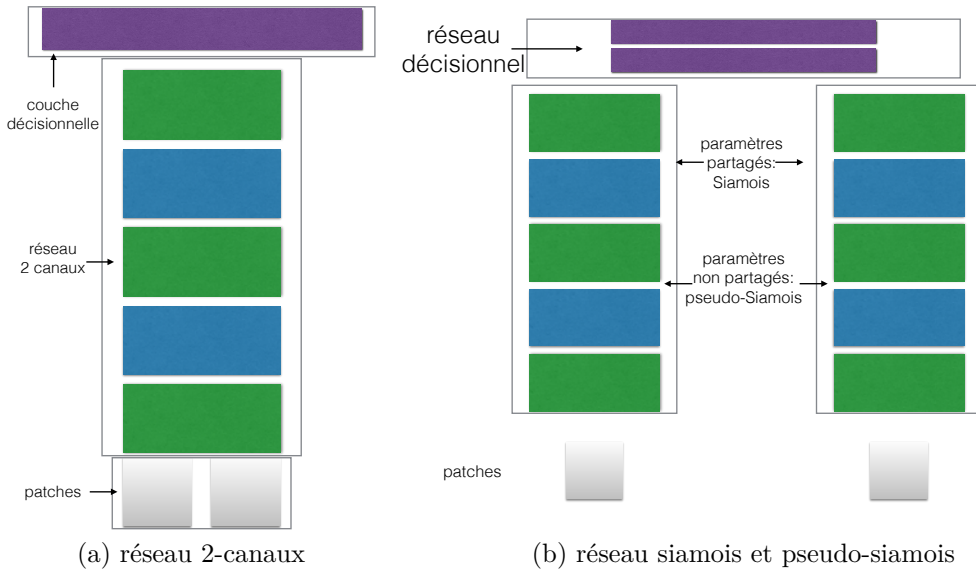 couche
décisionnelle
réseau
2 canaux
patches
(a) réseau 2-canaux
réseau
décisionnel
paramètres
partagés:
Siamois
paramètres
non partagés:
pseudo-Siamois
patches
(b) réseau siamois et pseudo-siamois